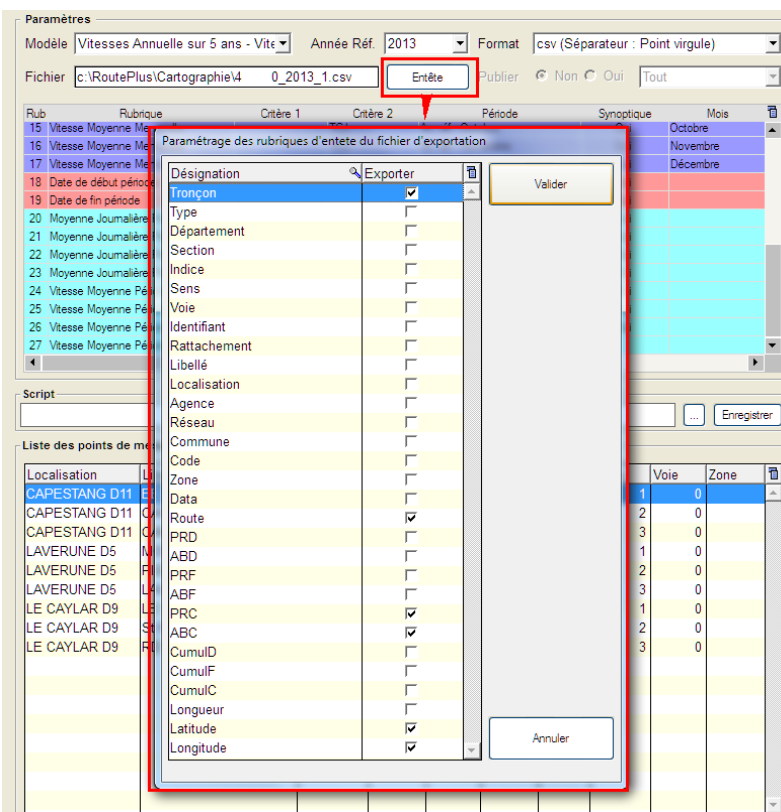 Paramètres
Modèle Vitesses Annuelle sur 5 ans - Vite Année Réf. 2013 Format csv (Séparateur : Point virgule)
Fichier c:\RoutePlus\Cartographie\4 0_2013_1.csv Entête Publier Non Oui Tout
Rub Rubrique Critère 1 Critère 2 Période Synoptique Mois
15 Vitesse Moyenne Octobre
16 Vitesse Moyenne Novembre
17 Vitesse Moyenne Décembre
18 Date de début période
19 Date de fin période
20 Moyenne Journalière
21 Moyenne Journalière
22 Moyenne Journalière
23 Moyenne Journalière
24 Vitesse Moyenne
25 Vitesse Moyenne
26 Vitesse Moyenne
27 Vitesse Moyenne
Paramétrage des rubriques d'entete du fichier d'exportation
Désignation Exporter
Tronçon
Type
Département
Section
Indice
Sens
Voie
Identifiant
Rattachement
Libellé
Localisation
Agence
Réseau
Commune
Code
Zone
Data
Route
PRD
ABD
PRF
ABF
PRC
ABC
CumulD
CumulF
CumulC
Longueur
Latitude
Longitude
Valider
Annuler
Script
... Enregistrer
Liste des points de
Localisation Voie Zone
CAPESTANG D11 1 0
CAPESTANG D11 2 0
CAPESTANG D11 3 0
LAVERUNE D5 1 0
LAVERUNE D5 2 0
LAVERUNE D5 3 0
LE CAYLAR D9 1 0
LE CAYLAR D9 2 0
LE CAYLAR D9 3 0